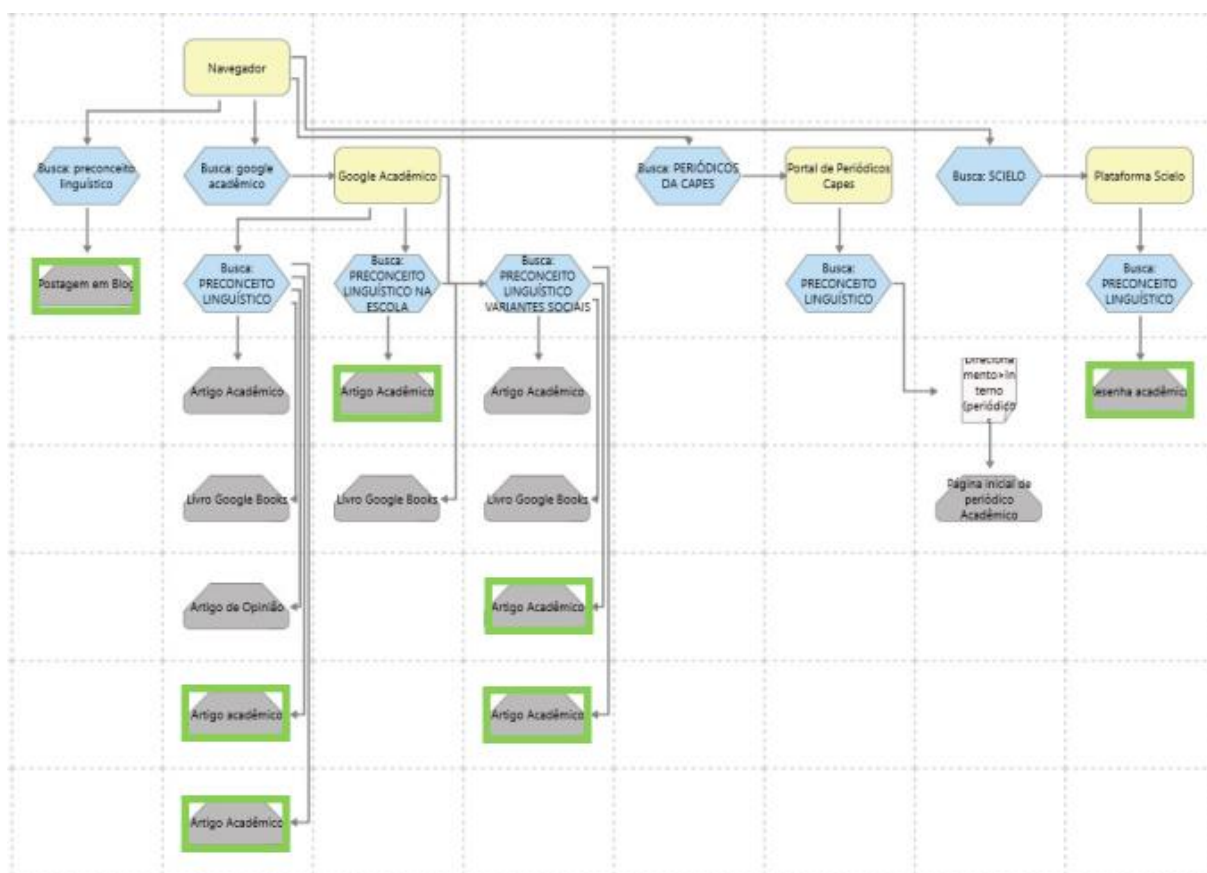 Navegador
Busca: preconceito
linguístico
Busca: google
acadêmico
Google Acadêmico
Busca: PERIÓDICOS
DA CAPES
Portal de Periódicos
Capes
Busca: SCIELO
Plataforma Scielo
Postagem em Blog
Busca:
PRECONCEITO
LINGUÍSTICO
Busca:
PRECONCEITO
LINGUÍSTICO NA
ESCOLA
Busca:
PRECONCEITO
LINGUÍSTICO
VARIANTES SOCIAIS
Busca:
PRECONCEITO
LINGUÍSTICO
Busca:
PRECONCEITO
LINGUÍSTICO
Artigo Acadêmico
Artigo Acadêmico
Artigo Acadêmico
Direciona
mento>In
terno
(periódico
s
Resenha acadêmica
Livro Google Books
Livro Google Books
Livro Google Books
Página inicial de
periódico
Acadêmico
Artigo de Opinião
Artigo Acadêmico
Artigo acadêmico
Artigo Acadêmico
Artigo Acadêmico